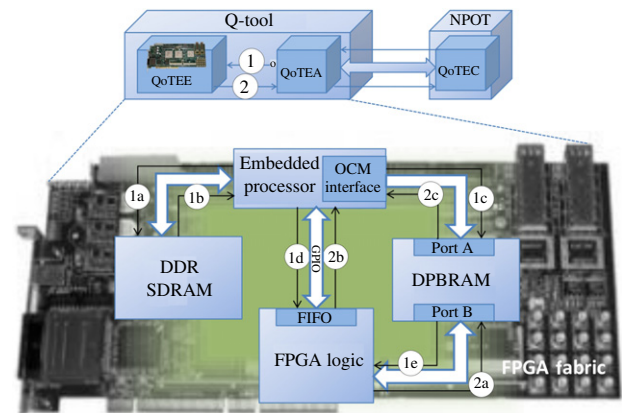 Q-tool
NPOT
QoTEE
1
QoTEA
2
QoTEC
Embedded
processor
OCM
interface
1a
1b
2c
1c
DDR
SDRAM
1d
GPIO
2b
Port A
DPBRAM
Port B
FIFO
FPGA logic
1e
2a
FPGA fabric